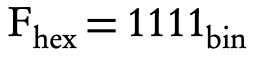 F_hex = 1111_bin